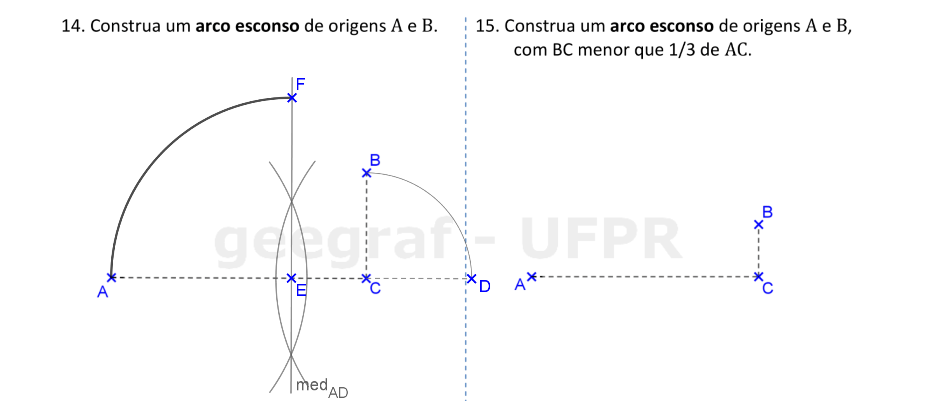 14. Construa um arco esconso de origens A e B.
15. Construa um arco esconso de origens A e B,
com BC menor que 1/3 de AC.
F
B
B
geegraf - UFPR
A
E
C
D
A
C
med AD